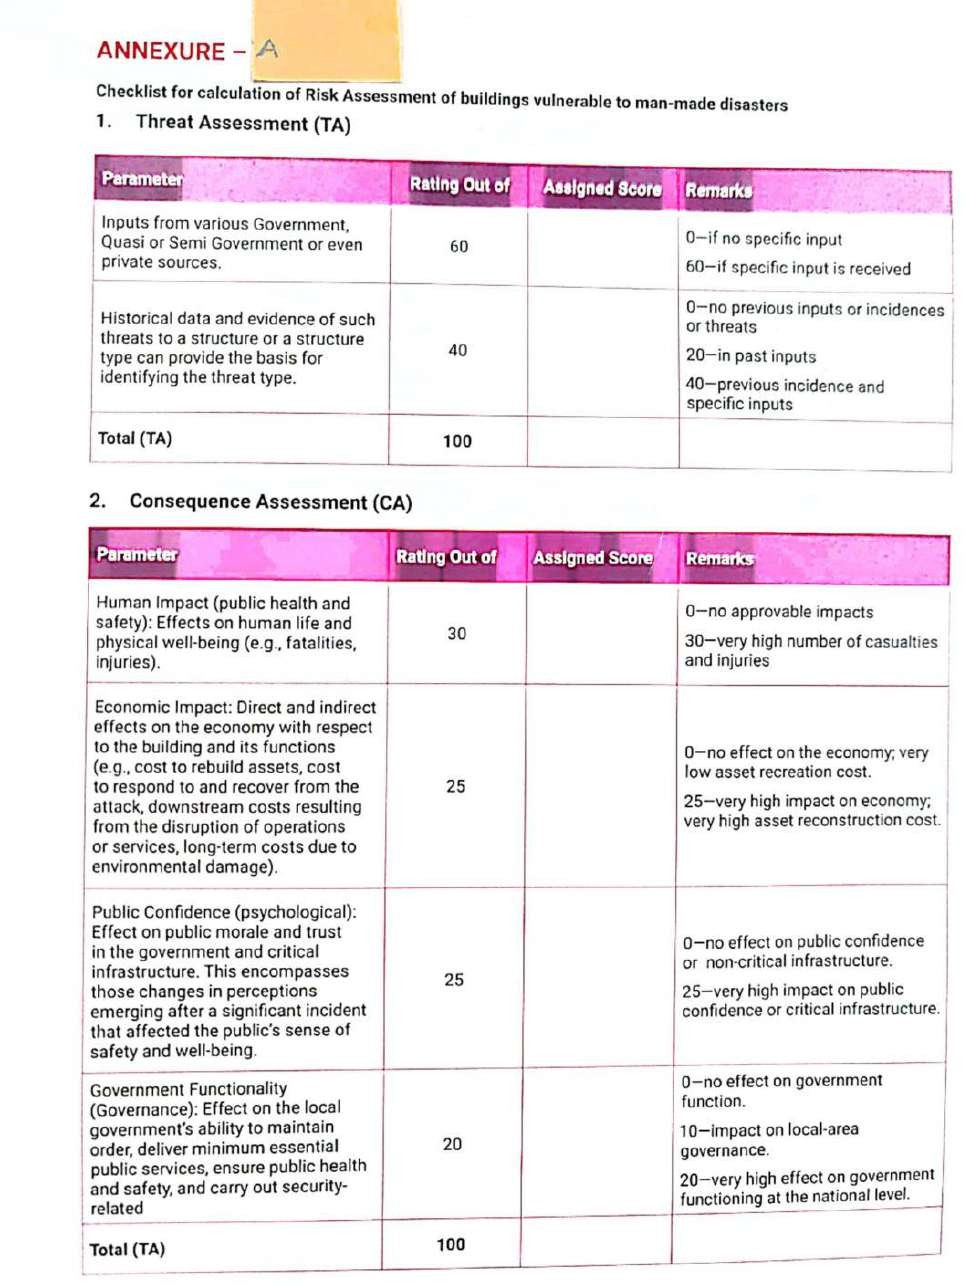 ANNEXURE – A
Checklist for calculation of Risk Assessment of buildings vulnerable to man-made disasters
1. Threat Assessment (TA)
Parameter Rating Out of Assigned Score Remarks
Inputs from various Government,
Quasi or Semi Government or even
private sources.
60
0—if no specific input
60—if specific input is received
Historical data and evidence of such
threats to a structure or a structure
type can provide the basis for
identifying the threat type.
40
0—no previous inputs or incidences
or threats
20—in past inputs
40—previous incidence and
specific inputs
Total (TA) 100
2. Consequence Assessment (CA)
Parameter Rating Out of Assigned Score Remarks
Human Impact (public health and
safety): Effects on human life and
physical well-being (e.g., fatalities,
injuries).
30
0—no approvable impacts
30—very high number of casualties
and injuries
Economic Impact: Direct and indirect
effects on the economy with respect
to the building and its functions
(e.g., cost to rebuild assets, cost
to respond to and recover from the
attack, downstream costs resulting
from the disruption of operations
or services, long-term costs due to
environmental damage).
25
0—no effect on the economy; very
low asset recreation cost.
25—very high impact on economy;
very high asset reconstruction cost.
Public Confidence (psychological):
Effect on public morale and trust
in the government and critical
infrastructure. This encompasses
those changes in perceptions
emerging after a significant incident
that affected the public's sense of
safety and well-being.
25
0—no effect on public confidence
or non-critical infrastructure.
25—very high impact on public
confidence or critical infrastructure.
Government Functionality
(Governance): Effect on the local
government's ability to maintain
order, deliver minimum essential
public services, ensure public health
and safety, and carry out security-
related
20
0—no effect on government
function.
10—impact on local-area
governance.
20—very high effect on government
functioning at the national level.
Total (TA) 100